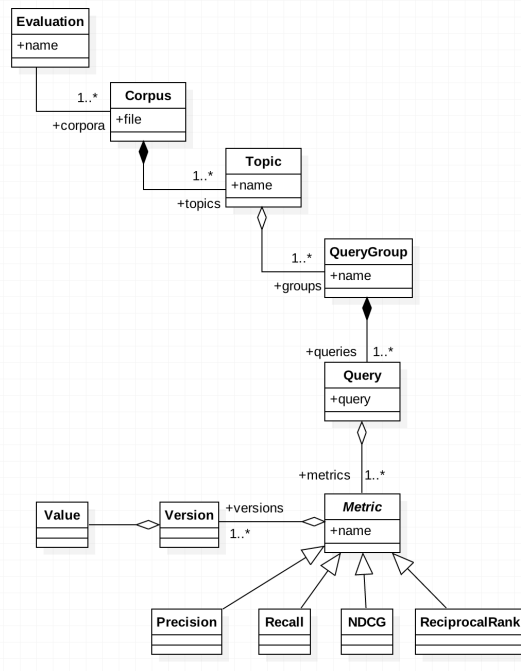 Evaluation
+name
1..*
+corpora
Corpus
+file
1..*
+topics
Topic
+name
1..*
+groups
QueryGroup
+name
+queries 1..*
Query
+query
+metrics 1..*
Metric
+name
+versions
1..*
Version
Value
Precision
Recall
NDCG
ReciprocalRank